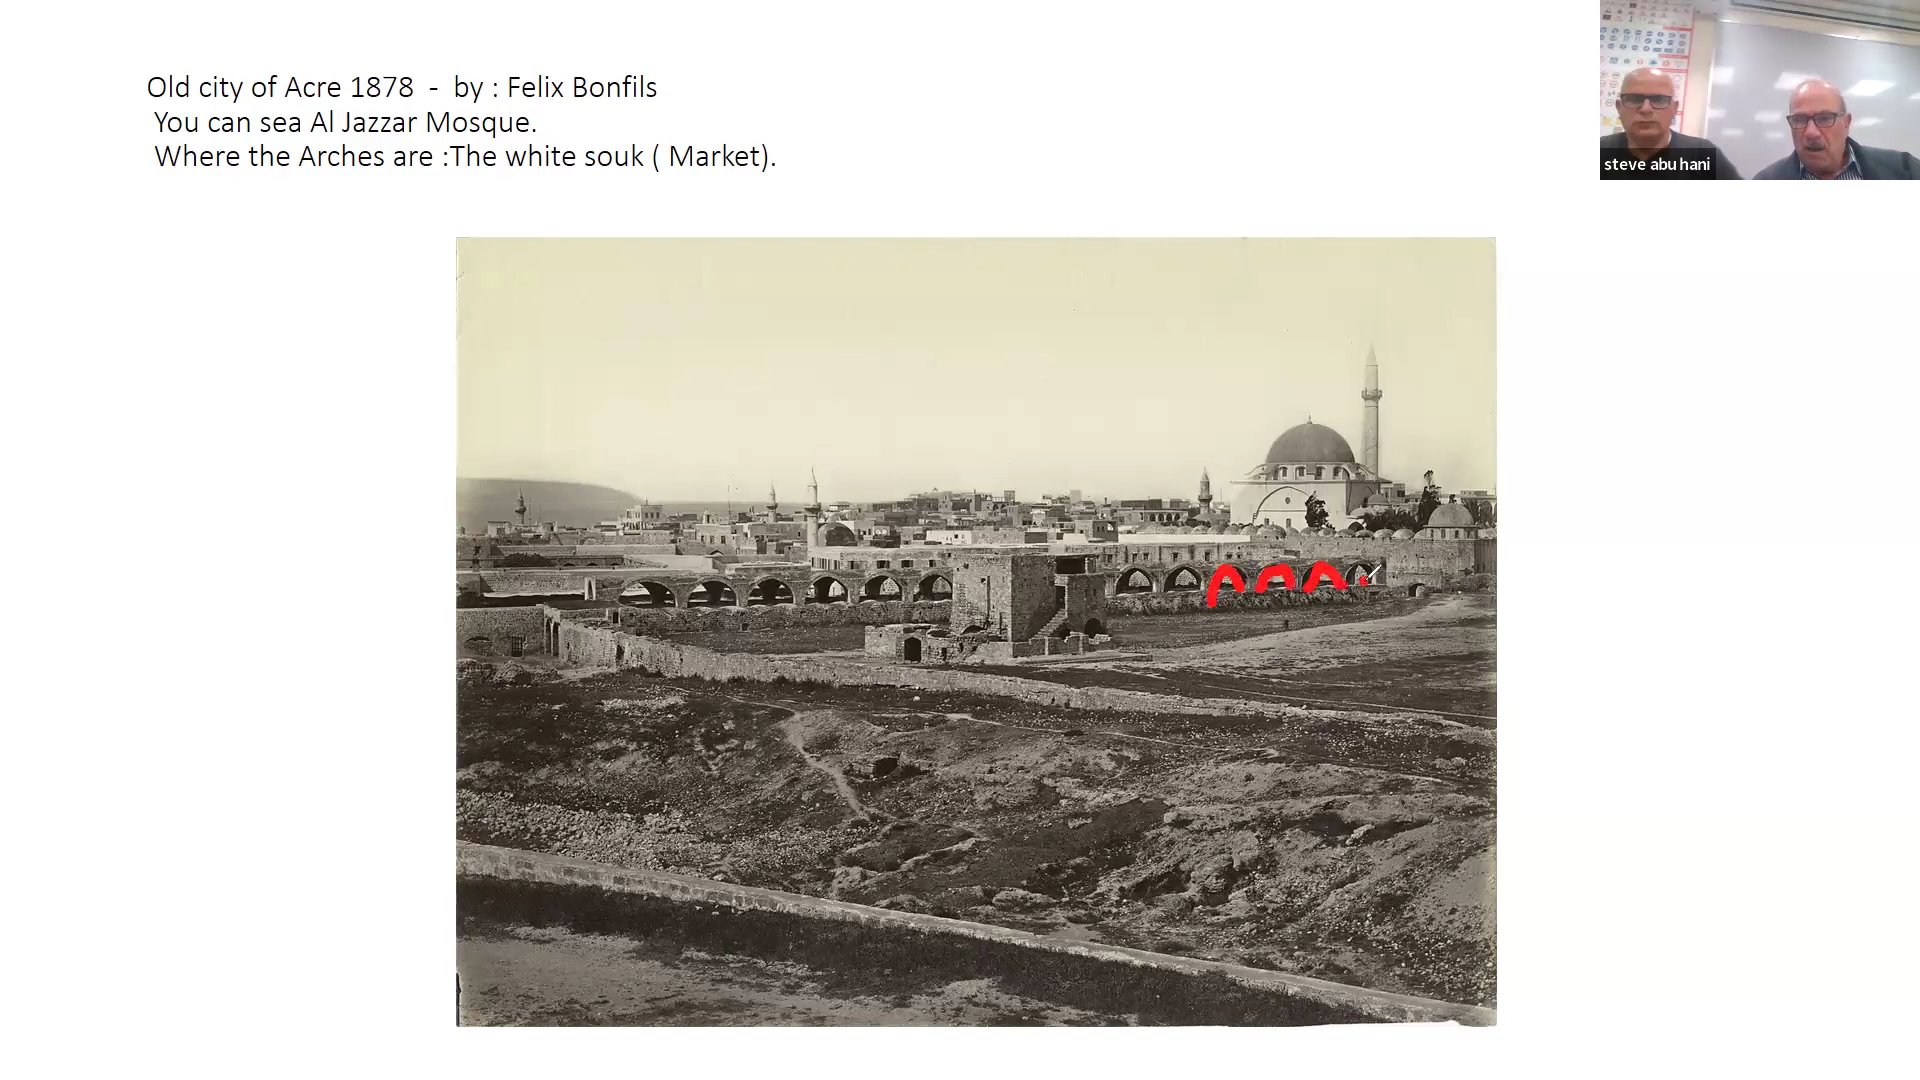 Old city of Acre 1878 - by : Felix Bonfils
You can sea Al Jazzar Mosque.
Where the Arches are :The white souk ( Market).
steve abu hani